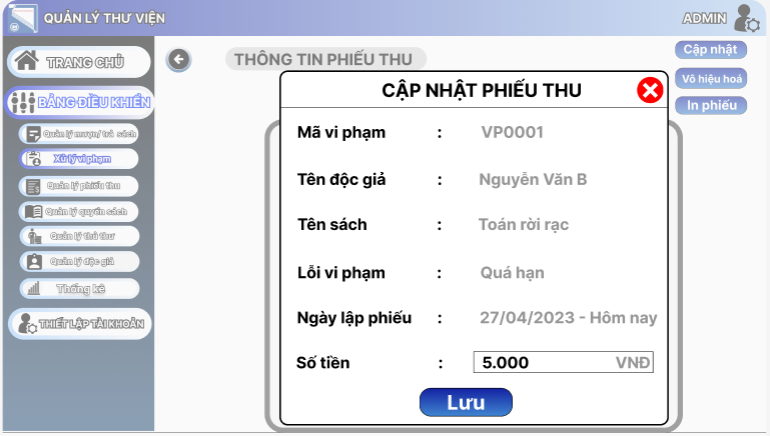 QUẢN LÝ THƯ VIỆN
ADMIN
TRANG CHỦ
BẢNG ĐIỀU KHIỂN
Quản lý mượn/ trả sách
Xử lý vi phạm
Quản lý phiếu thu
Quản lý quyển sách
Quản lý thủ thư
Quản lý độc giả
Thống kê
THIẾT LẬP TÀI KHOẢN
THÔNG TIN PHIẾU THU
Cập nhật
Vô hiệu hoá
In phiếu
CẬP NHẬT PHIẾU THU
Mã vi phạm : VP0001
Tên độc giả : Nguyễn Văn B
Tên sách : Toán rời rạc
Lỗi vi phạm : Quá hạn
Ngày lập phiếu : 27/04/2023 - Hôm nay
Số tiền : 5.000 VNĐ
Lưu